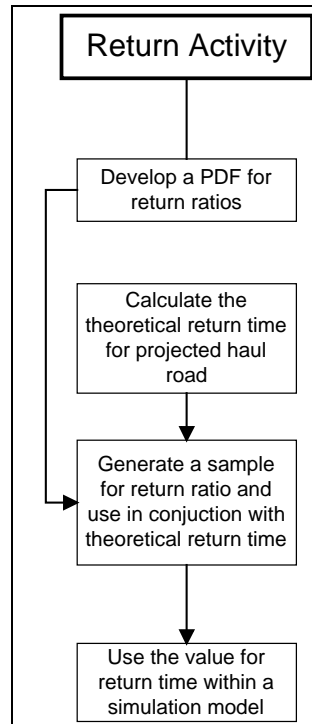 Return Activity
Develop a PDF for
return ratios
Calculate the
theoretical return time
for projected haul
road
Generate a sample
for return ratio and
use in conjuction with
theoretical return time
Use the value for
return time within a
simulation model